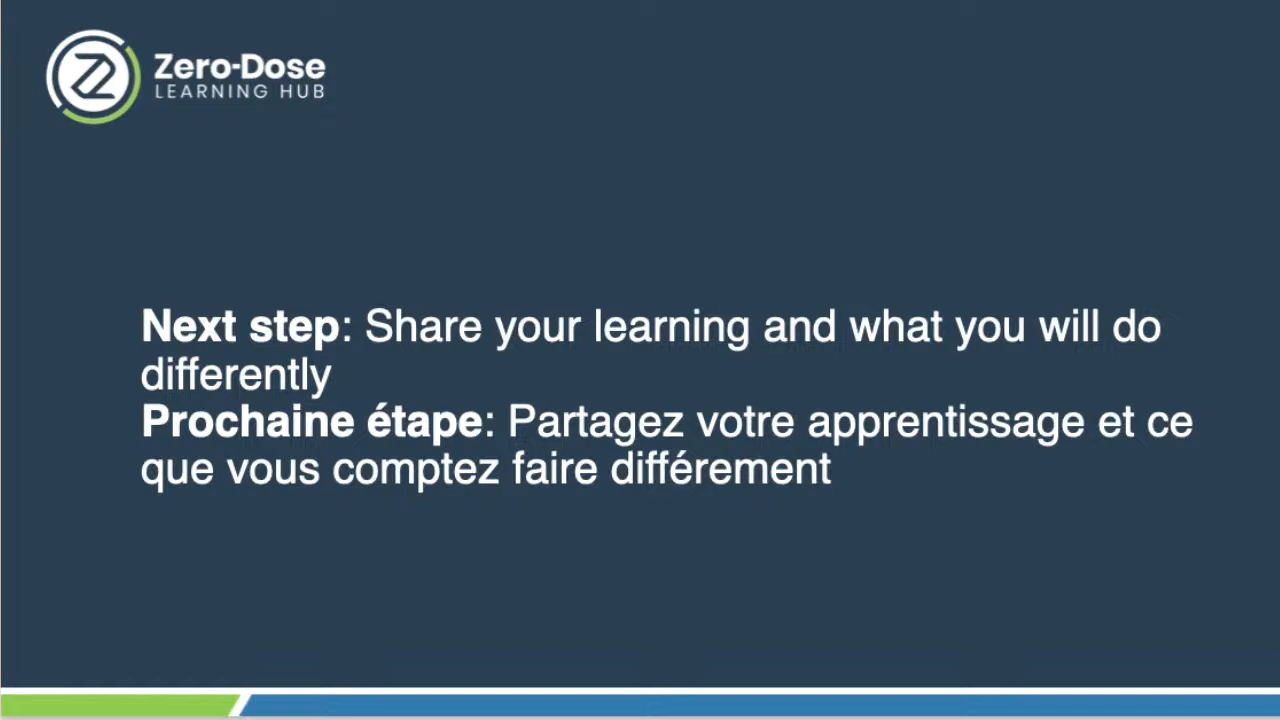 Zero-Dose
LEARNING HUB
Next step: Share your learning and what you will do
differently
Prochaine étape: Partagez votre apprentissage et ce
que vous comptez faire différement